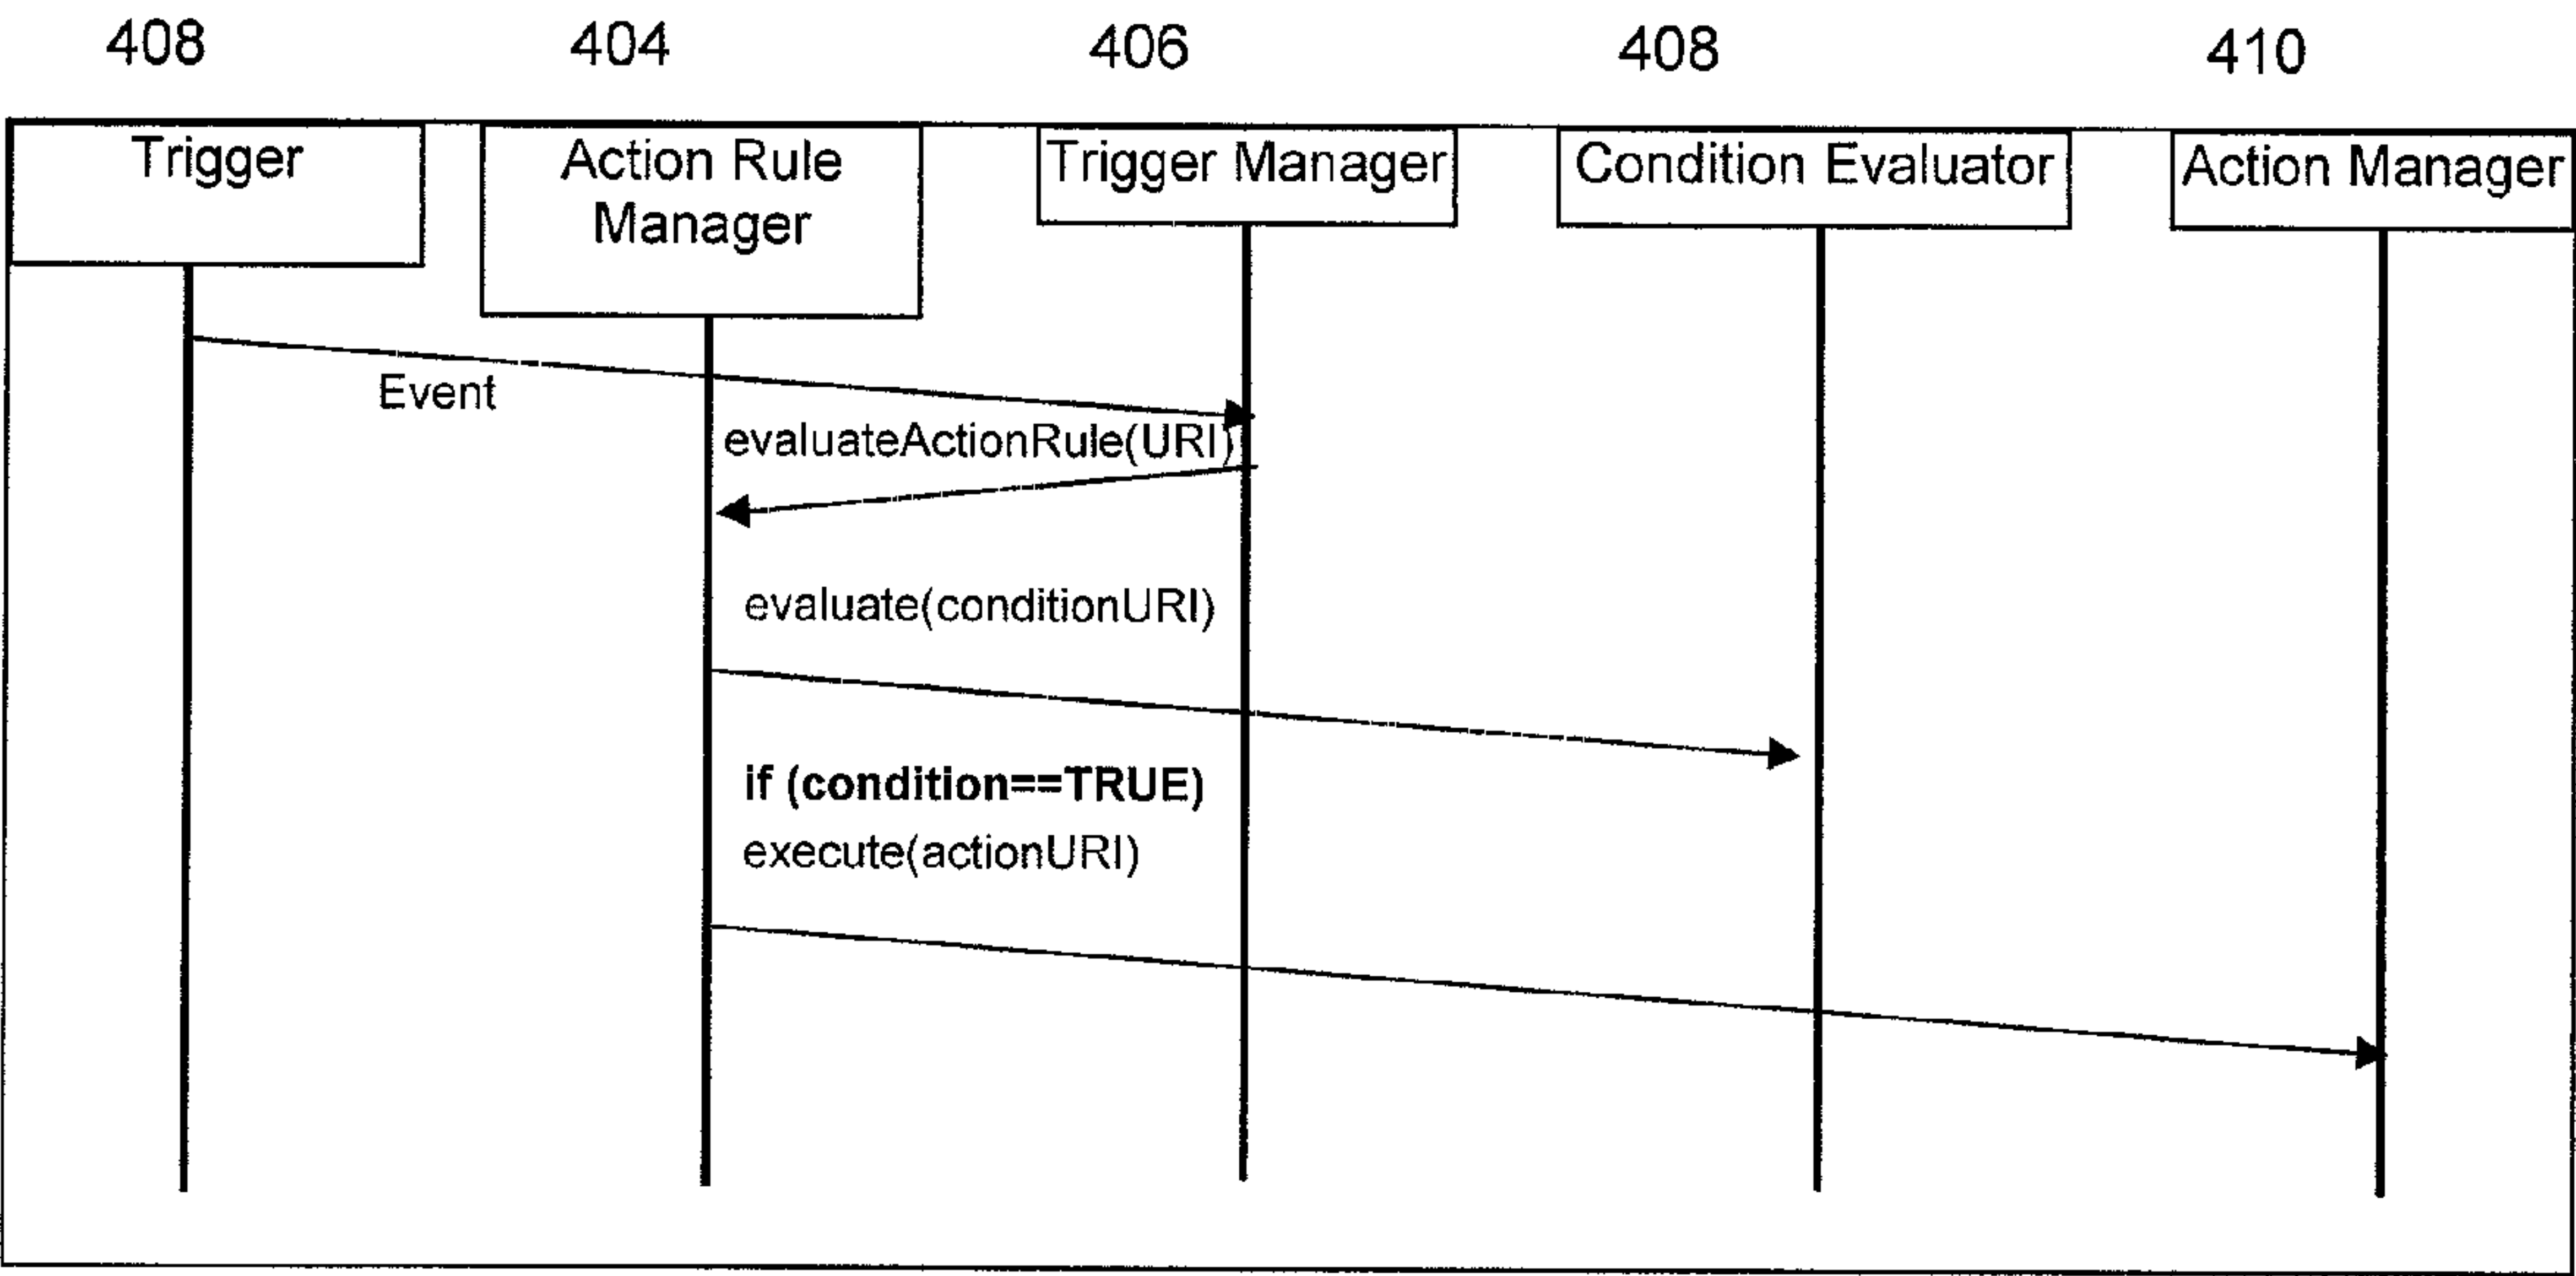 408
404
406
408
410
Trigger
Action Rule
Manager
Trigger Manager
Condition Evaluator
Action Manager
Event
evaluateActionRule(URI)
evaluate(conditionURI)
if (condition==TRUE)
execute(actionURI)